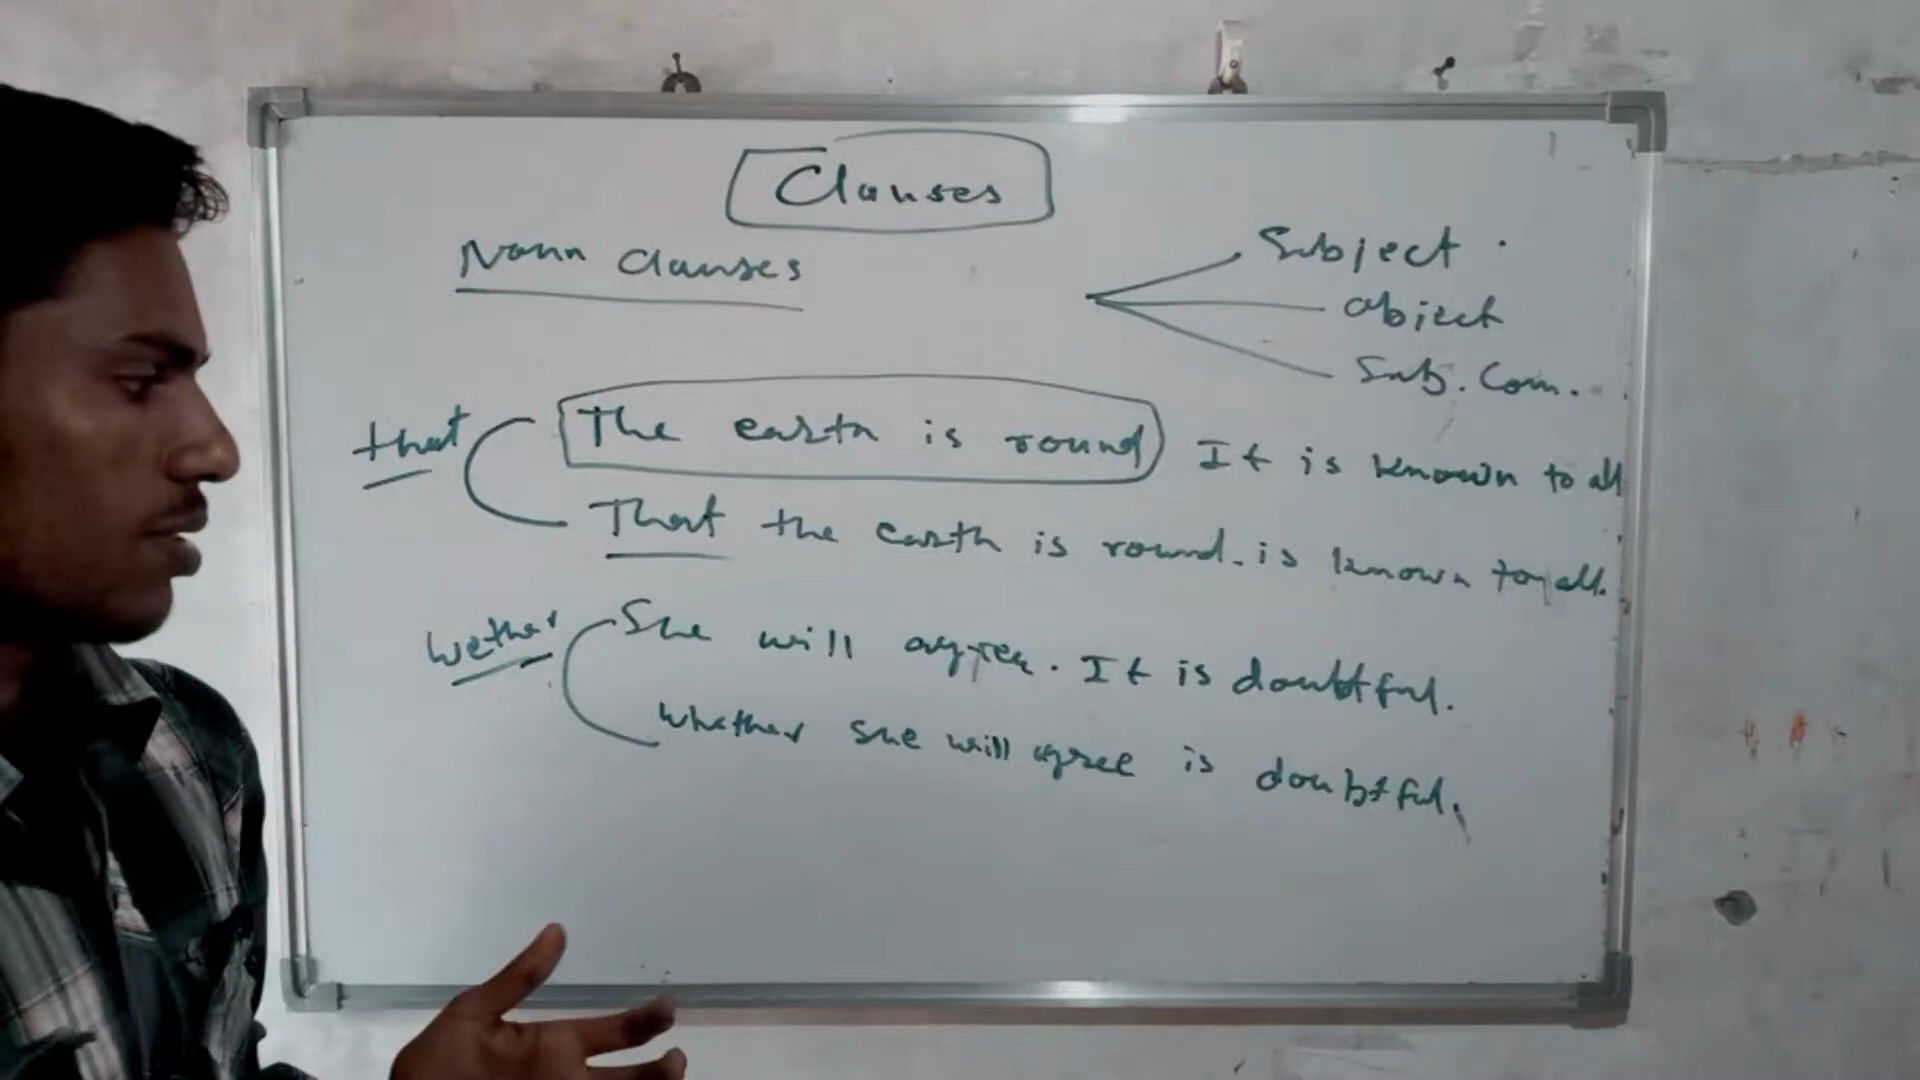 Clauses
Noun Clauses
Subject
object
Sub. Com.
that
The earth is round It is known to all
That the earth is round is known to all.
wether
She will agree. It is doubtful.
whether she will agree is doubtful.